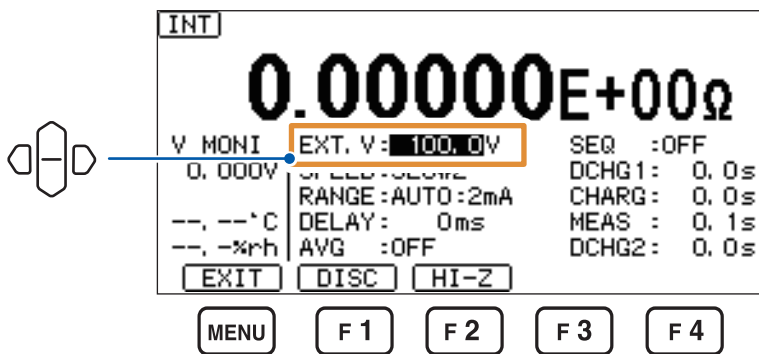 INT
0.00000E+00Ω
V MONI EXT. V: 100.0V SEQ :OFF
0.000V SPEED:SLOW2 DCHG1: 0.0s
RANGE:AUTO:2mA CHARG: 0.0s
--.--°C DELAY: 0ms MEAS : 0.1s
--.-%rh AVG :OFF DCHG2: 0.0s
EXIT DISC HI-Z
MENU F 1 F 2 F 3 F 4